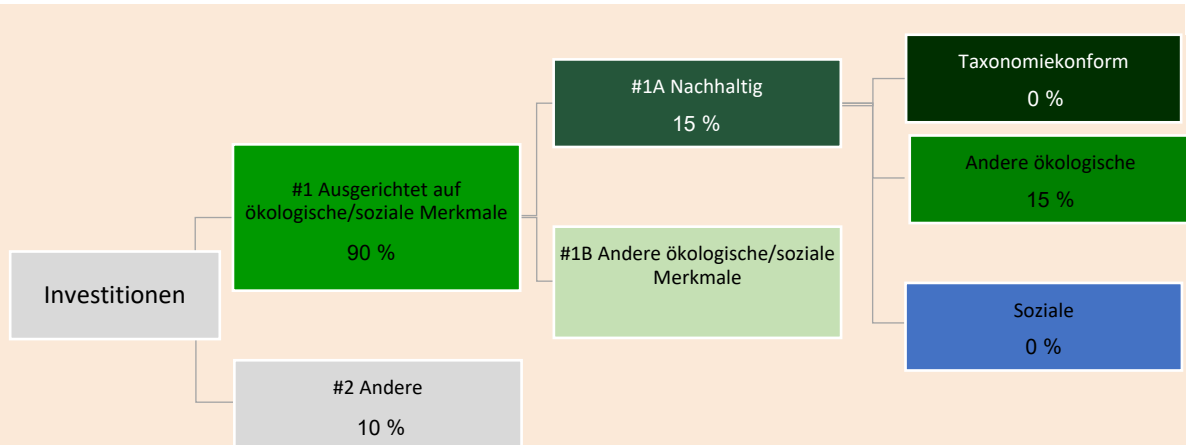 Investitionen
#1 Ausgerichtet auf
ökologische/soziale Merkmale
90 %
#2 Andere
10 %
#1A Nachhaltig
15 %
#1B Andere ökologische/soziale
Merkmale
Taxonomiekonform
0 %
Andere ökologische
15 %
Soziale
0 %